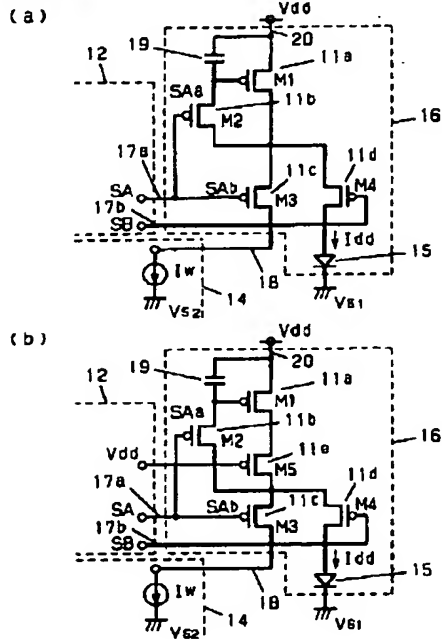 (a)
Vdd
20
11a
19
12
M1
11b
16
SAa
M2
11c
11d
SA
17a
SAb
M3
M4
SB
17b
Idd
15
Iw
18
VS2
14
VS1
(b)
Vdd
20
11a
19
12
M1
SAa
11b
16
M2
11e
Vdd
M5
11d
17a
11c
SA
SAb
M4
17b
M3
SB
Idd
15
Iw
18
VS2
14
VS1